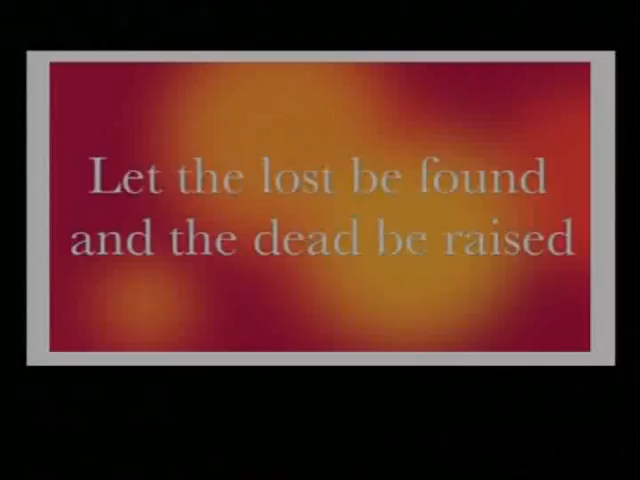 Let the lost be found
and the dead be raised